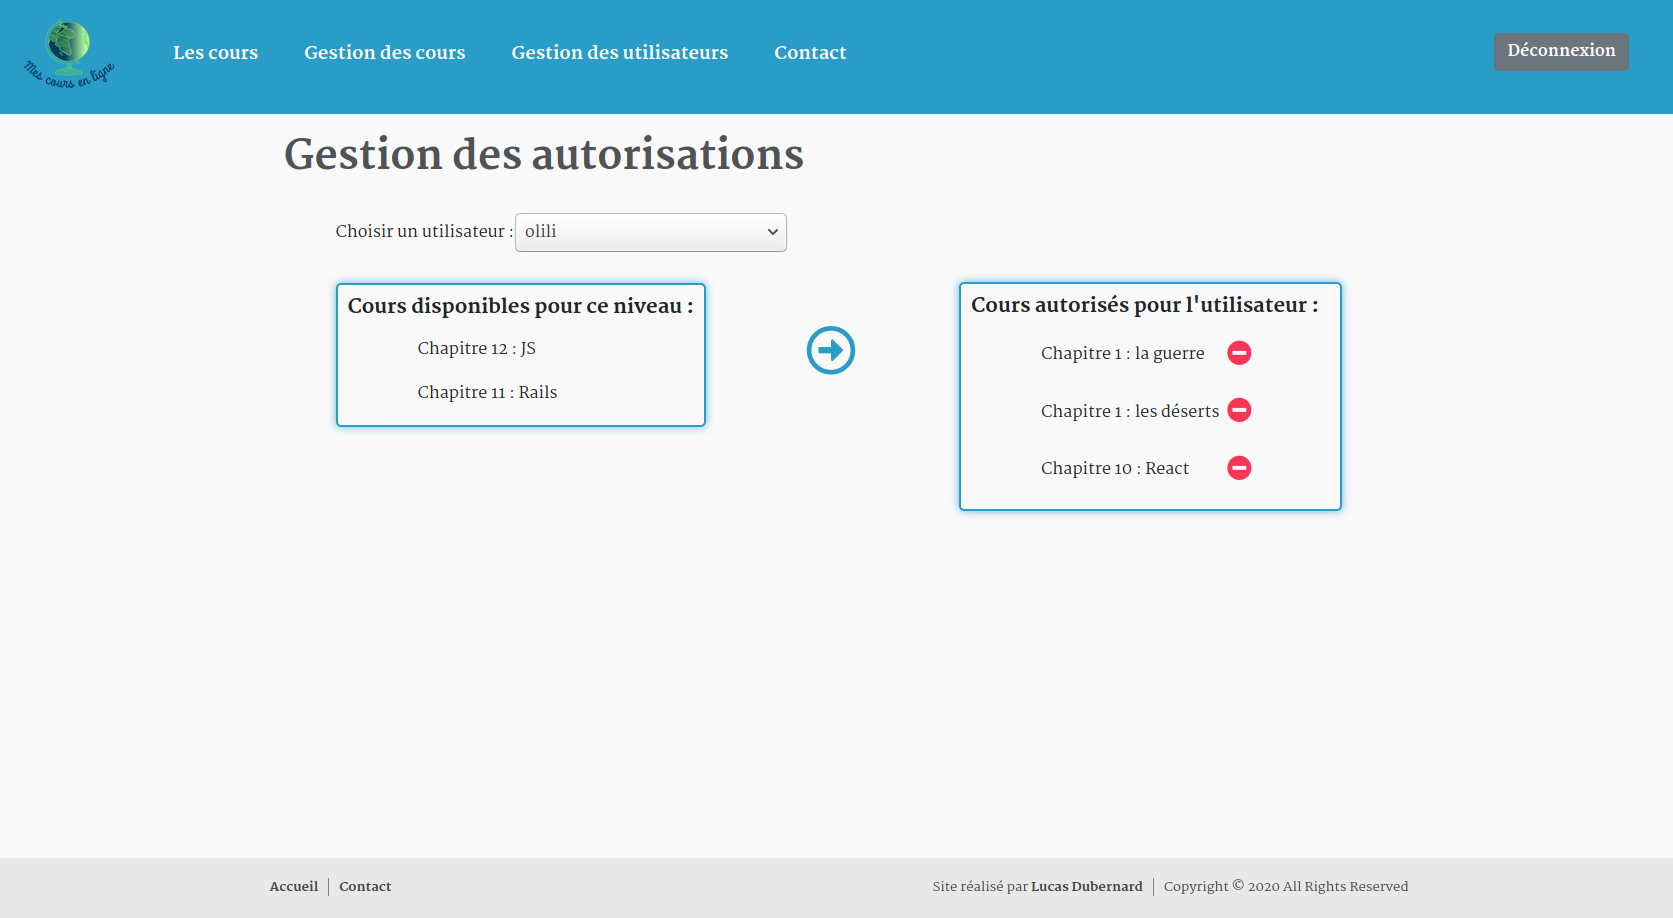 Mes cours en ligne
Les cours
Gestion des cours
Gestion des utilisateurs
Contact
Déconnexion
Gestion des autorisations
Choisir un utilisateur :
olili
Cours disponibles pour ce niveau :
Chapitre 12 : JS
Chapitre 11 : Rails
Cours autorisés pour l'utilisateur :
Chapitre 1 : la guerre
Chapitre 1 : les déserts
Chapitre 10 : React
Accueil
Contact
Site réalisé par Lucas Dubernard
Copyright © 2020 All Rights Reserved